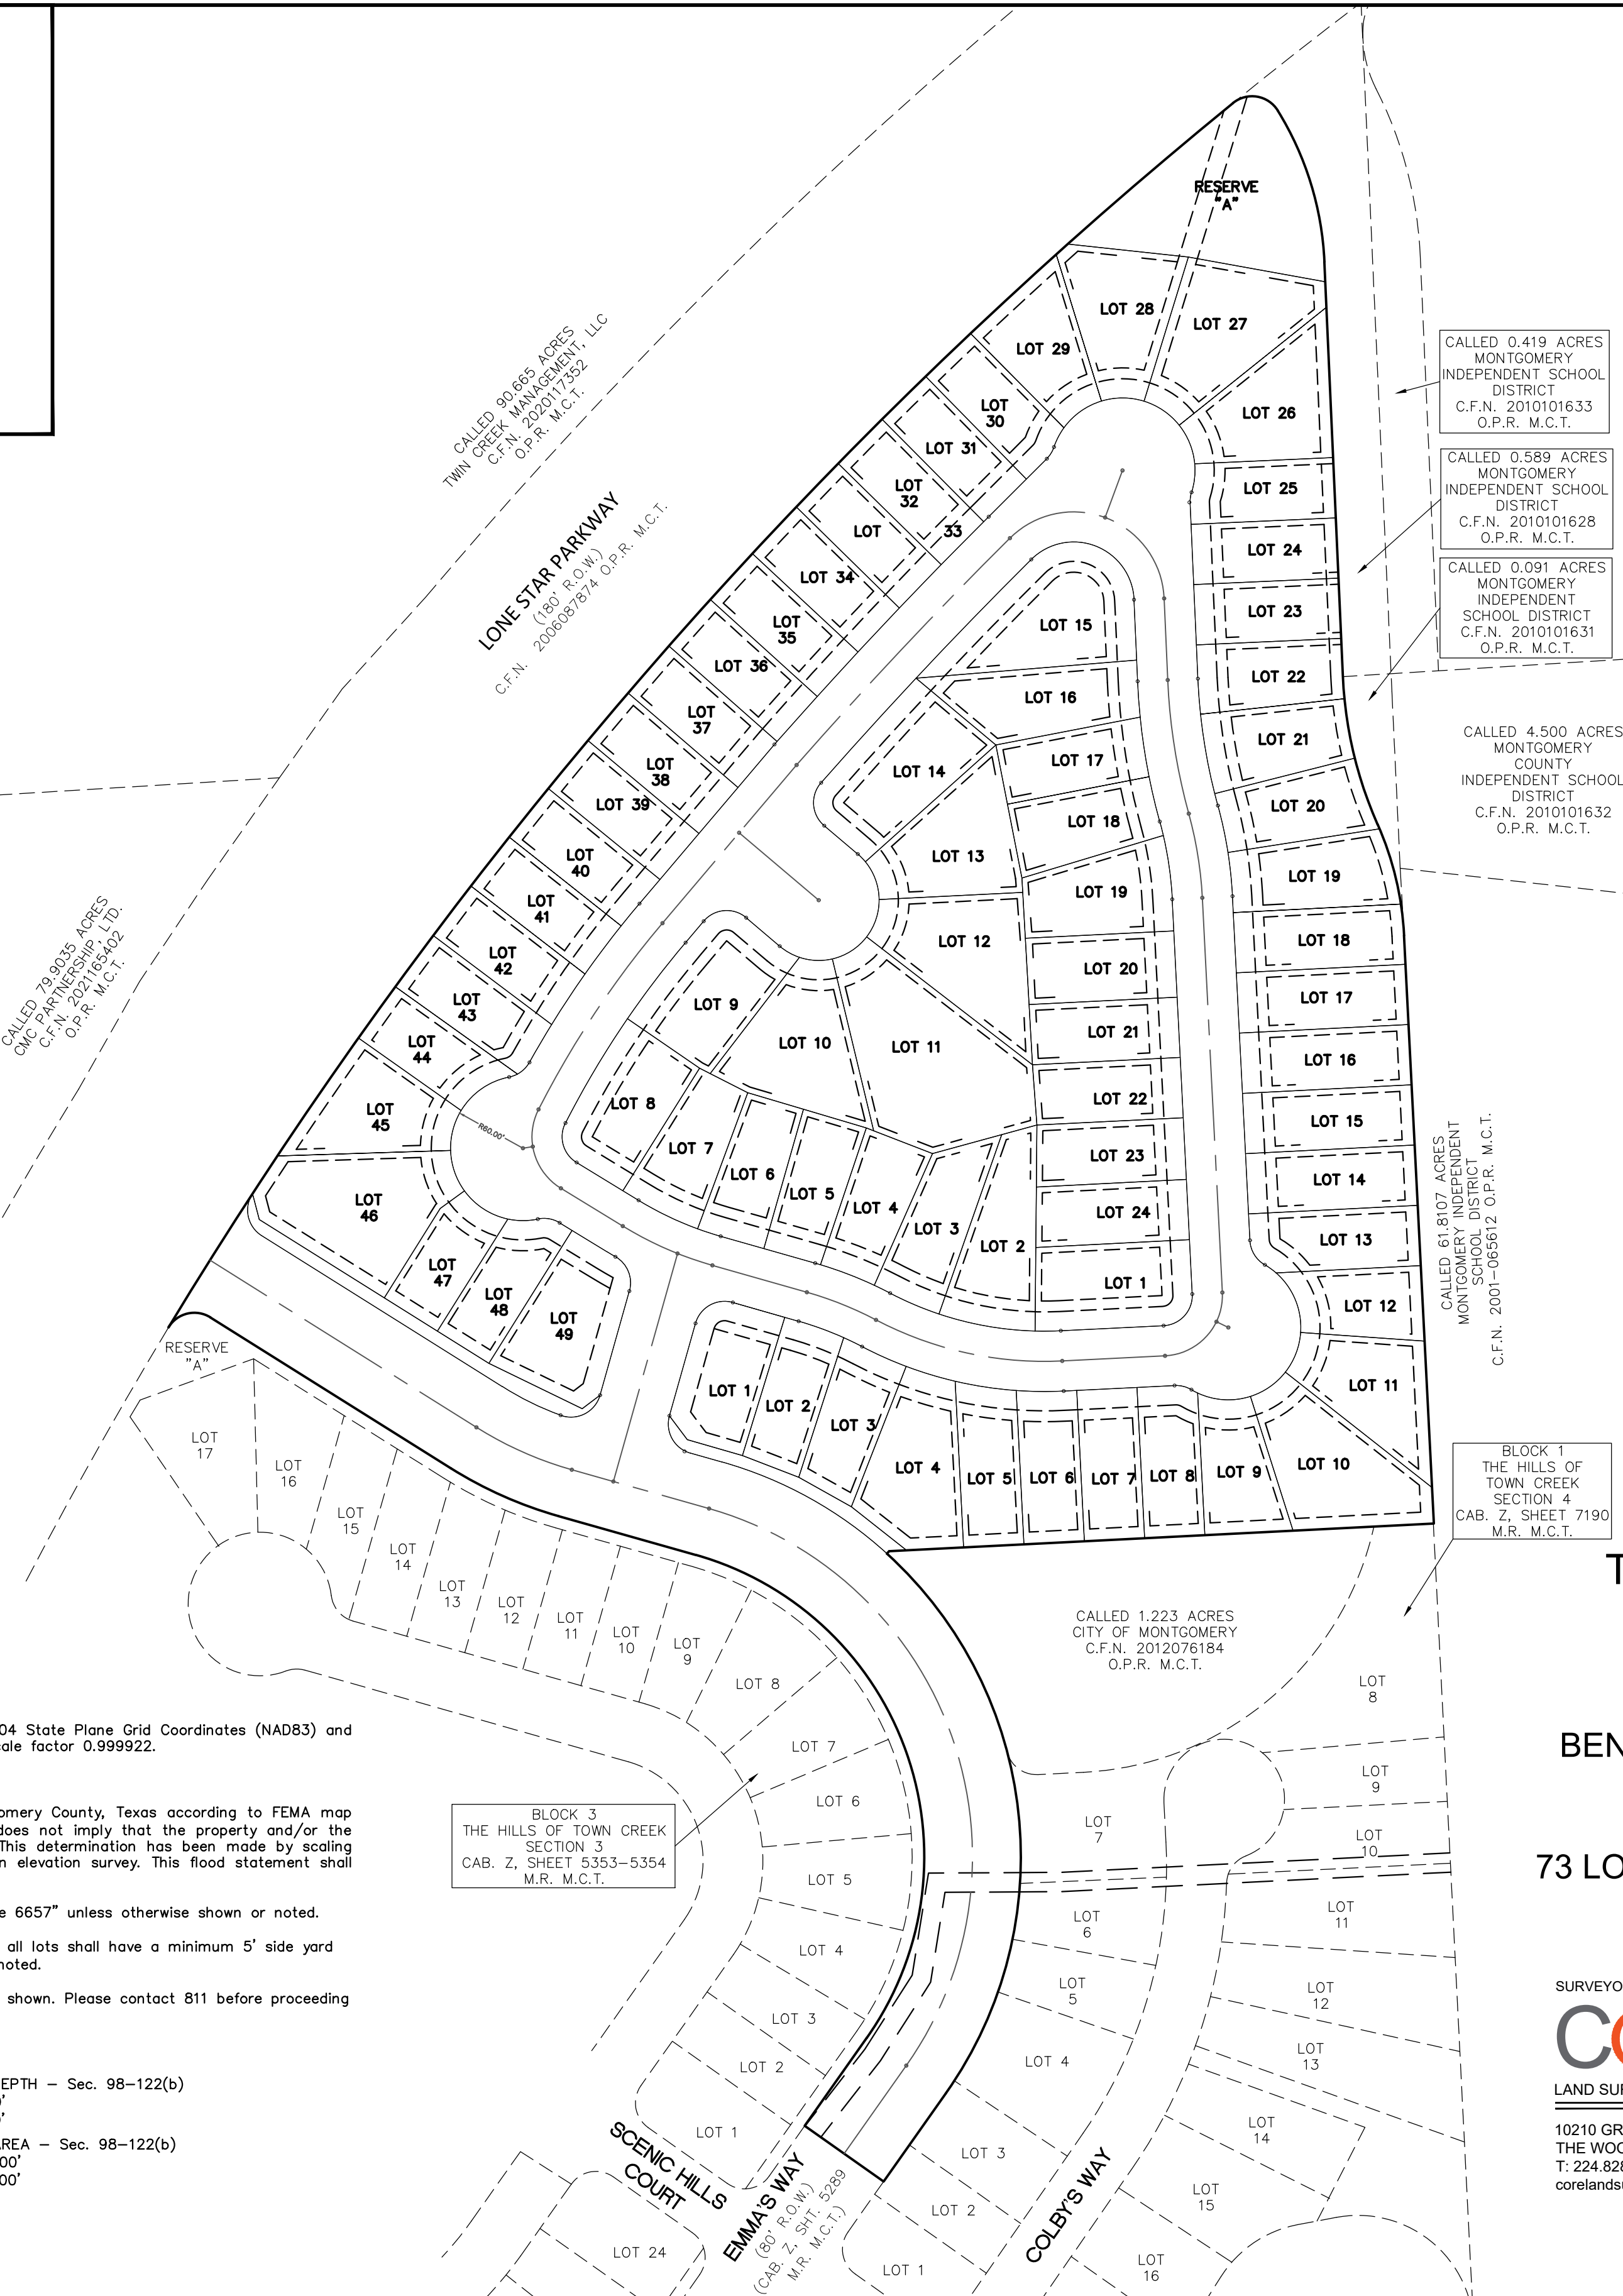 RESERVE
"A"
LOT 28
LOT 27
LOT 29
LOT 26
LOT
30
LOT 31
LOT 25
LOT
32
LOT 33
LOT 24
LOT 34
LOT 23
LOT
35
LOT 15
LOT 36
LOT 22
LOT 16
LOT
37
LOT 21
LOT 17
LOT
38
LOT 14
LOT 39
LOT 20
LOT 18
LOT
40
LOT 13
LOT 19
LOT 19
LOT
41
LOT 12
LOT 18
LOT
42
LOT 20
LOT
43
LOT 9
LOT 17
LOT
44
LOT 10
LOT 11
LOT 21
LOT 16
LOT
45
LOT 8
LOT 22
LOT 15
R60.00'
LOT 7
LOT 6
LOT 5
LOT 4
LOT 3
LOT 2
LOT 23
LOT 14
LOT
46
LOT 24
LOT 13
LOT
47
LOT
48
LOT
49
LOT 1
LOT 12
LOT 1
LOT 2
LOT 3
LOT 4
LOT 5
LOT 6
LOT 7
LOT 8
LOT 9
LOT 10
LOT 11
CALLED 90.665 ACRES
TWIN CREEK MANAGEMENT, LLC
C.F.N. 2020117352
O.P.R. M.C.T.
LONE STAR PARKWAY
(180' R.O.W.)
C.F.N. 2006087874 O.P.R. M.C.T.
CALLED 79.9035 ACRES
CMC PARTNERSHIP, LTD.
C.F.N. 2021165402
O.P.R. M.C.T.
CALLED 0.419 ACRES
MONTGOMERY
INDEPENDENT SCHOOL
DISTRICT
C.F.N. 2010101633
O.P.R. M.C.T.
CALLED 0.589 ACRES
MONTGOMERY
INDEPENDENT SCHOOL
DISTRICT
C.F.N. 2010101628
O.P.R. M.C.T.
CALLED 0.091 ACRES
MONTGOMERY
INDEPENDENT
SCHOOL DISTRICT
C.F.N. 2010101631
O.P.R. M.C.T.
CALLED 4.500 ACRES
MONTGOMERY
COUNTY
INDEPENDENT SCHOOL
DISTRICT
C.F.N. 2010101632
O.P.R. M.C.T.
CALLED 61.8107 ACRES
MONTGOMERY INDEPENDENT
SCHOOL DISTRICT
C.F.N. 2001-065612 O.P.R. M.C.T.
BLOCK 1
THE HILLS OF
TOWN CREEK
SECTION 4
CAB. Z, SHEET 7190
M.R. M.C.T.
RESERVE
"A"
LOT
17
LOT
16
LOT
15
LOT
14
LOT
13
LOT
12
LOT
11
LOT
10
LOT
9
LOT 8
LOT 7
LOT 6
LOT 5
LOT 4
LOT 3
LOT 2
LOT 1
CALLED 1.223 ACRES
CITY OF MONTGOMERY
C.F.N. 2012076184
O.P.R. M.C.T.
LOT
8
LOT
9
LOT
10
LOT
7
LOT
11
LOT
6
LOT
5
LOT
12
LOT 4
LOT
13
LOT
14
LOT 3
LOT
15
LOT 2
LOT
16
LOT 1
LOT 24
BLOCK 3
THE HILLS OF TOWN CREEK
SECTION 3
CAB. Z, SHEET 5353-5354
M.R. M.C.T.
SCENIC HILLS
COURT
EMMA'S WAY
(80' R.O.W.)
(CAB. Z, SHT. 5289
M.R. M.C.T.)
COLBY'S WAY
04 State Plane Grid Coordinates (NAD83) and
ale factor 0.999922.
omery County, Texas according to FEMA map
does not imply that the property and/or the
This determination has been made by scaling
n elevation survey. This flood statement shall
e 6657" unless otherwise shown or noted.
all lots shall have a minimum 5' side yard
noted.
shown. Please contact 811 before proceeding
EPTH - Sec. 98-122(b)
AREA - Sec. 98-122(b)
00'
00'
T
BEN
73 LO
SURVEYO
Co
LAND SUR
10210 GR
THE WOO
T: 224.828
corelands